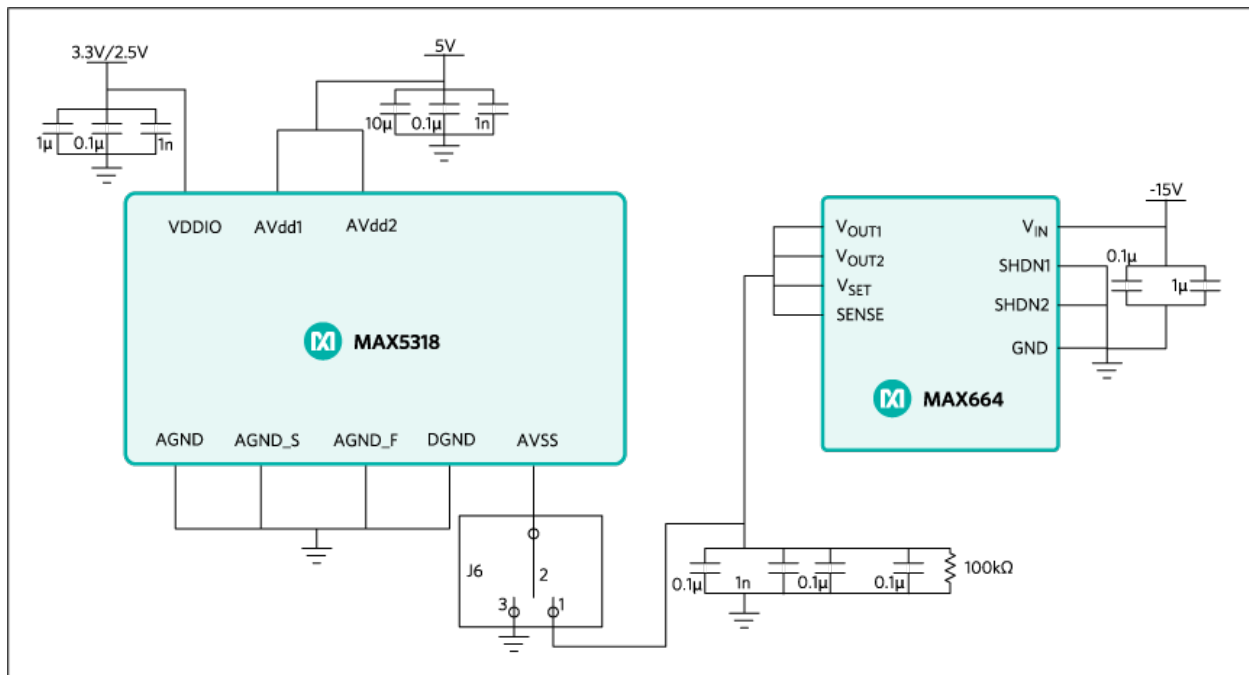 3.3V/2.5V
1µ
0.1µ
1n
5V
10µ
0.1µ
1n
VDDIO
AVdd1
AVdd2
MAX5318
AGND
AGND_S
AGND_F
DGND
AVSS
J6
2
3
1
-15V
VOUT1
VOUT2
VSET
SENSE
VIN
SHDN1
SHDN2
GND
MAX664
0.1µ
1µ
0.1µ
1n
0.1µ
0.1µ
100kΩ